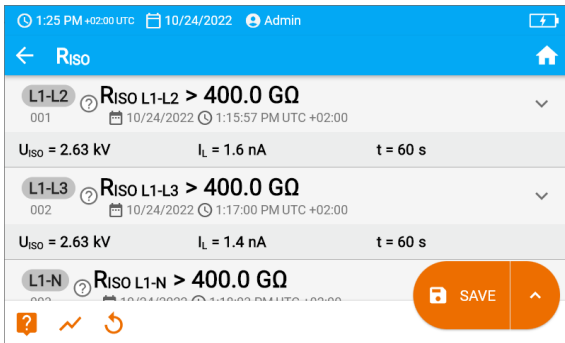 1:25 PM +02:00 UTC 10/24/2022 Admin
RISO
L1-L2 RISO L1-L2 > 400.0 GΩ
001 10/24/2022 1:15:57 PM UTC +02:00
UISO = 2.63 kV IL = 1.6 nA t = 60 s
L1-L3 RISO L1-L3 > 400.0 GΩ
002 10/24/2022 1:17:00 PM UTC +02:00
UISO = 2.63 kV IL = 1.4 nA t = 60 s
L1-N RISO L1-N > 400.0 GΩ
SAVE